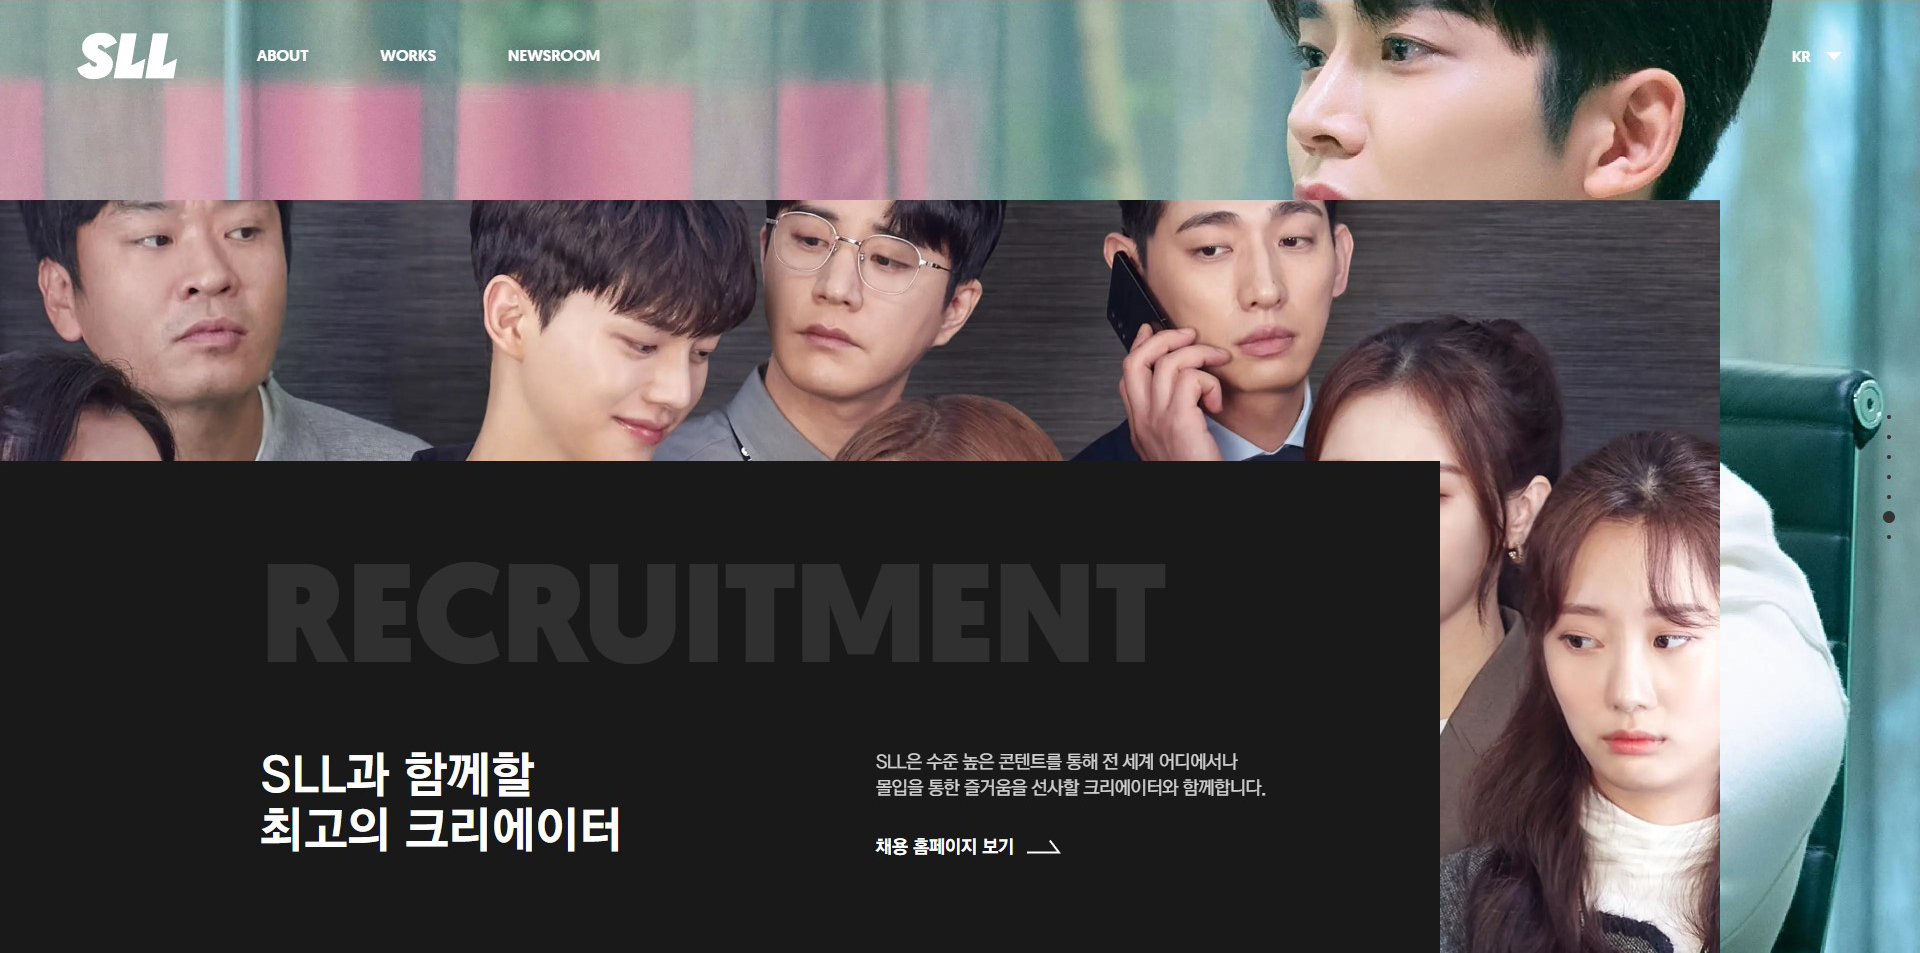 SLL
ABOUT
WORKS
NEWSROOM
KR
RECRUITMENT
SLL과 함께할
최고의 크리에이터
SLL은 수준 높은 콘텐트를 통해 전 세계 어디에서나
몰입을 통한 즐거움을 선사할 크리에이터와 함께합니다.
채용 홈페이지 보기